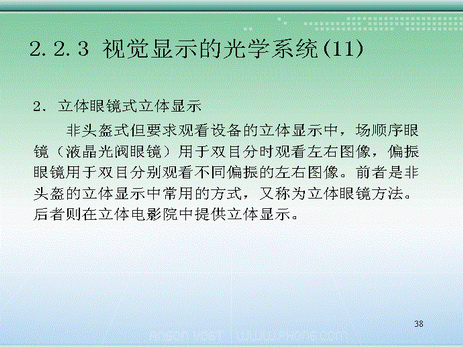 2.2.3 视觉显示的光学系统(11)
2．立体眼镜式立体显示
非头盔式但要求观看设备的立体显示中，场顺序眼
镜（液晶光阀眼镜）用于双目分时观看左右图像，偏振
眼镜用于双目分别观看不同偏振的左右图像。前者是非
头盔的立体显示中常用的方式，又称为立体眼镜方法。
后者则在立体电影院中提供立体显示。
38